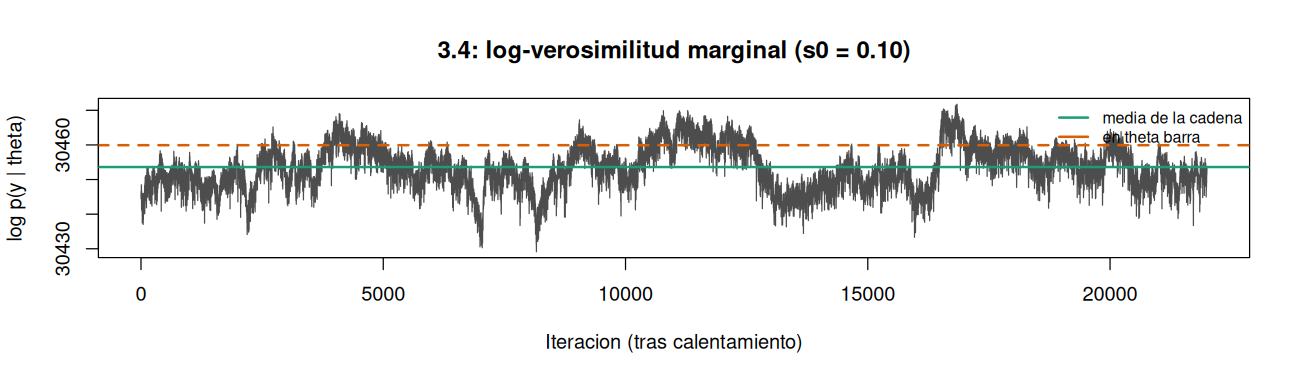 3.4: log-verosimilitud marginal (s0 = 0.10)
log p(y | theta)
30460
30430
media de la cadena
en theta barra
0 5000 10000 15000 20000
Iteracion (tras calentamiento)